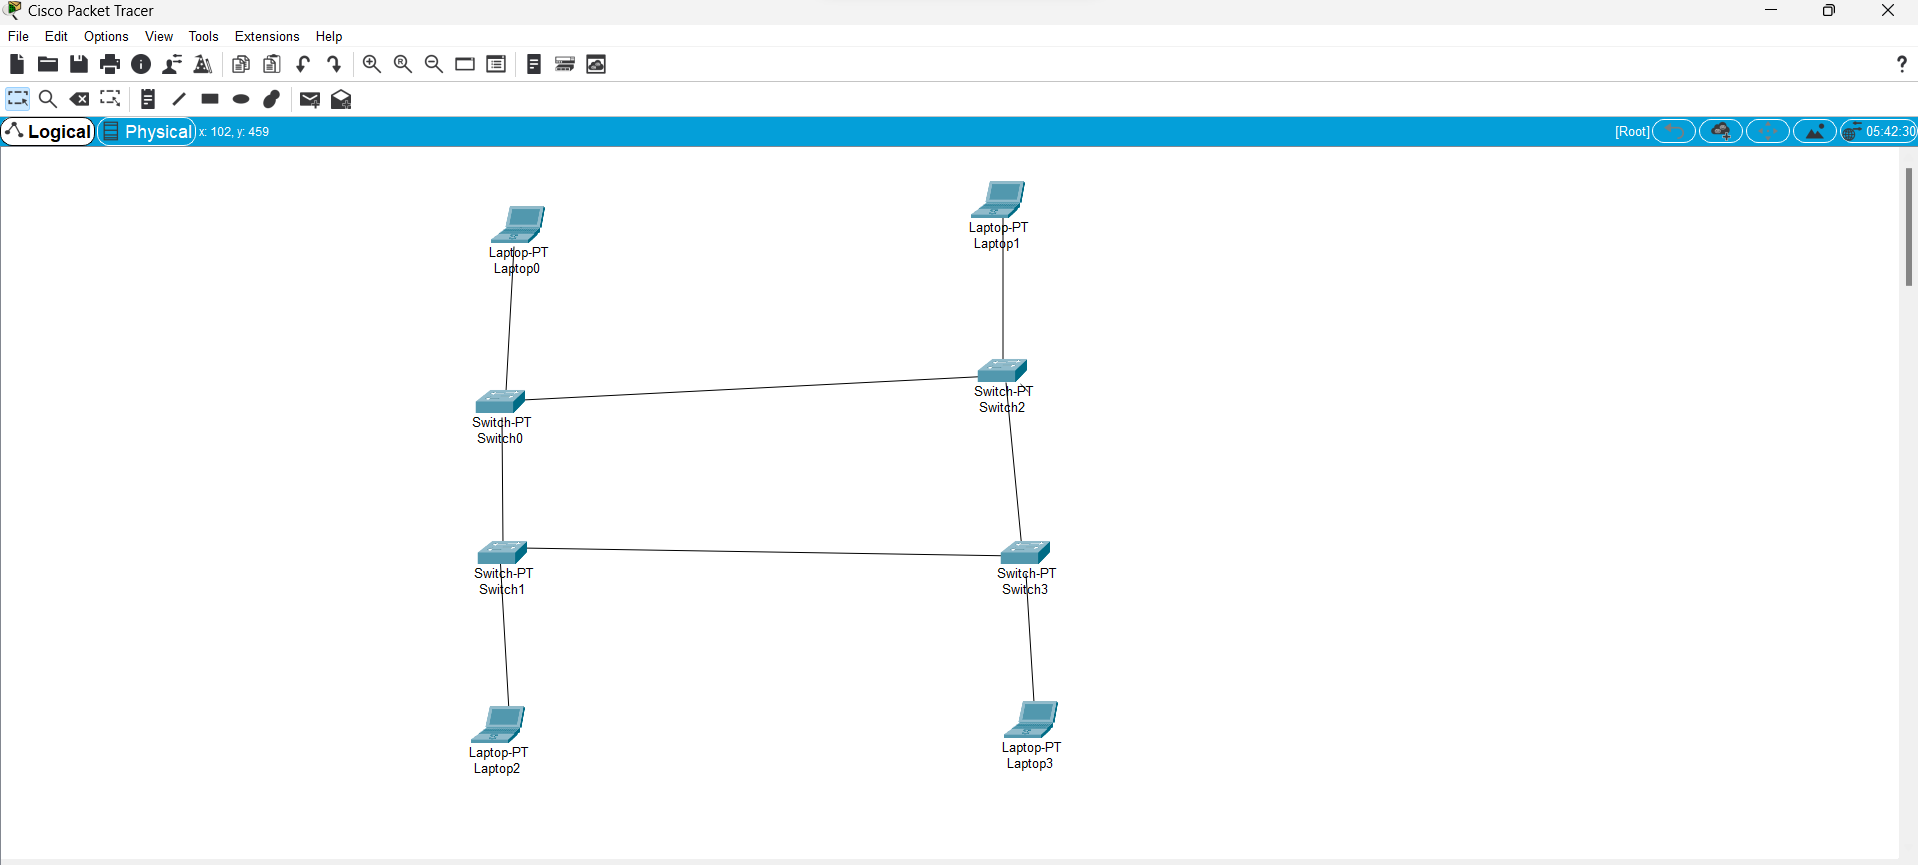 Cisco Packet Tracer
File Edit Options View Tools Extensions Help
?
Logical Physical x: 102, y: 459 [Root] 05:42:30
Laptop-PT
Laptop1
Laptop-PT
Laptop0
Switch-PT
Switch2
Switch-PT
Switch0
Switch-PT
Switch1
Switch-PT
Switch3
Laptop-PT
Laptop2
Laptop-PT
Laptop3